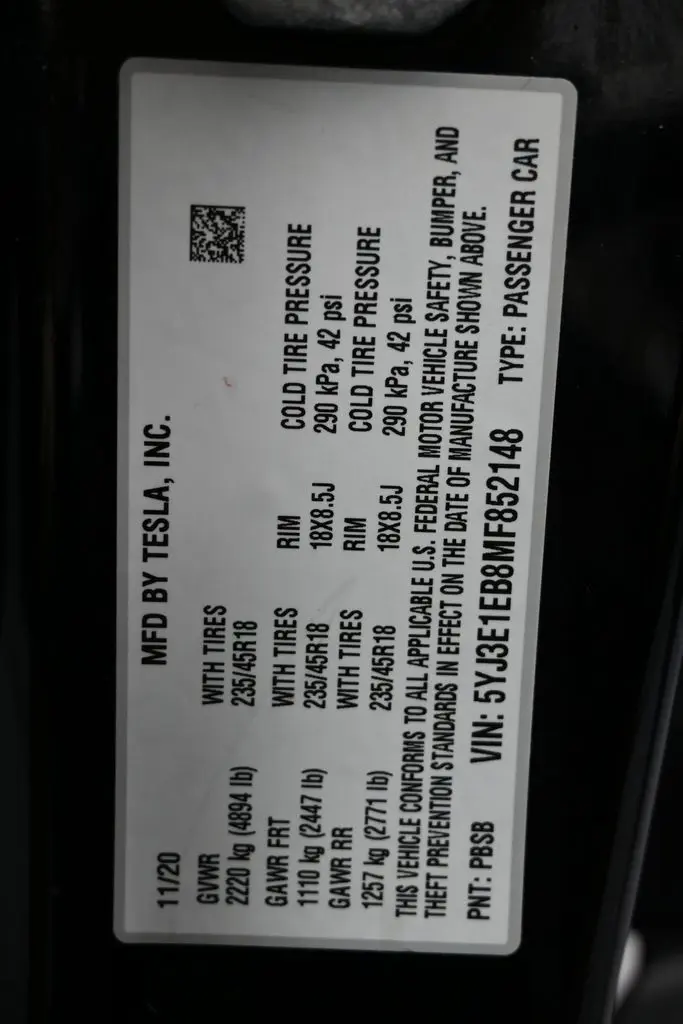 MFD BY TESLA, INC.
11/20
GVWR WITH TIRES
2220 kg (4894 lb) 235/45R18
GAWR FRT WITH TIRES RIM COLD TIRE PRESSURE
1110 kg (2447 lb) 235/45R18 18X8.5J 290 kPa, 42 psi
GAWR RR WITH TIRES RIM COLD TIRE PRESSURE
1257 kg (2771 lb) 235/45R18 18X8.5J 290 kPa, 42 psi
THIS VEHICLE CONFORMS TO ALL APPLICABLE U.S. FEDERAL MOTOR VEHICLE SAFETY, BUMPER, AND
THEFT PREVENTION STANDARDS IN EFFECT ON THE DATE OF MANUFACTURE SHOWN ABOVE.
PNT: PBSB VIN: 5YJ3E1EB8MF852148 TYPE: PASSENGER CAR